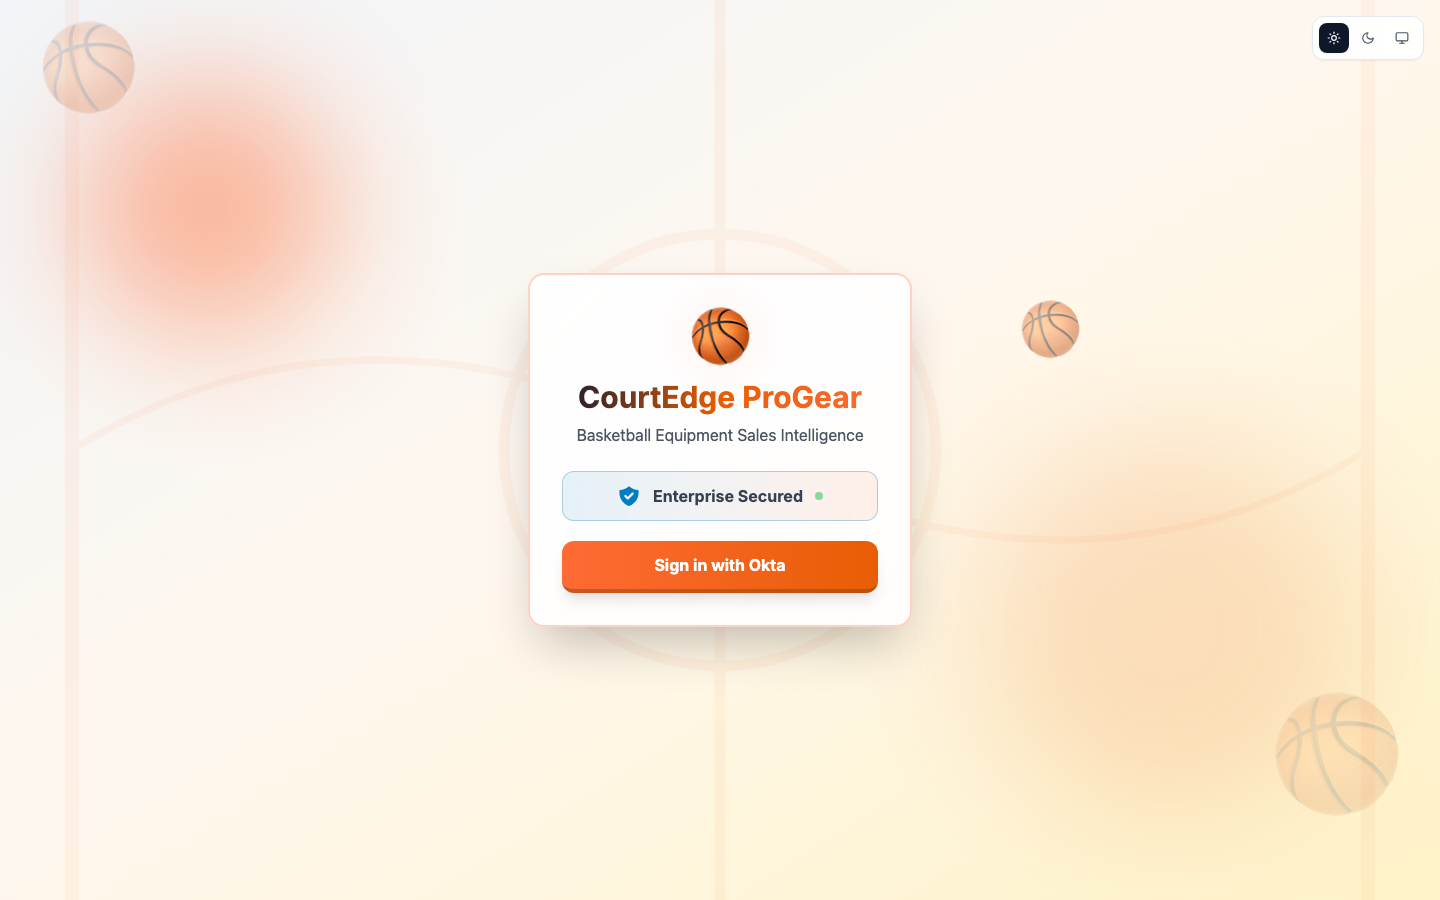 CourtEdge ProGear
Basketball Equipment Sales Intelligence
Enterprise Secured
Sign in with Okta